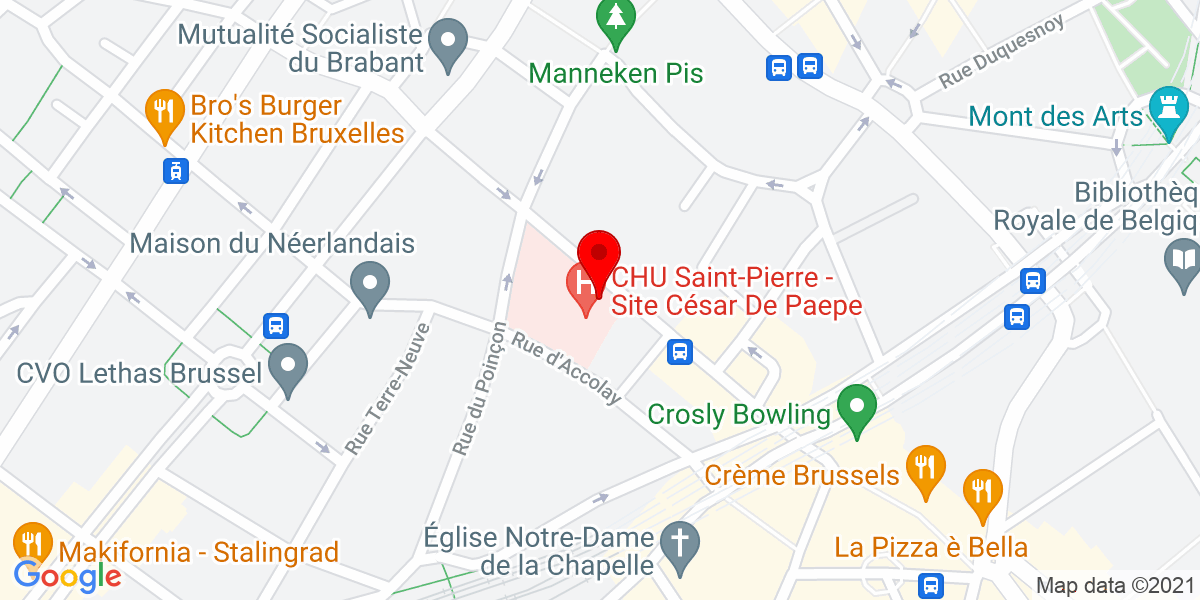 Mutualité Socialiste
du Brabant
Manneken Pis
Rue Duquesnoy
Bro's Burger
Kitchen Bruxelles
Mont des Arts
Bibliothèq
Royale de Belgiq
Maison du Néerlandais
H
CHU Saint-Pierre -
Site César De Paepe
CVO Lethas Brussel
Rue Terre-Neuve
Rue du Poinçon
Rue d'Accolay
Crosly Bowling
Crème Brussels
Église Notre-Dame
de la Chapelle
La Pizza è Bella
Makifornia - Stalingrad
Google
Map data ©2021